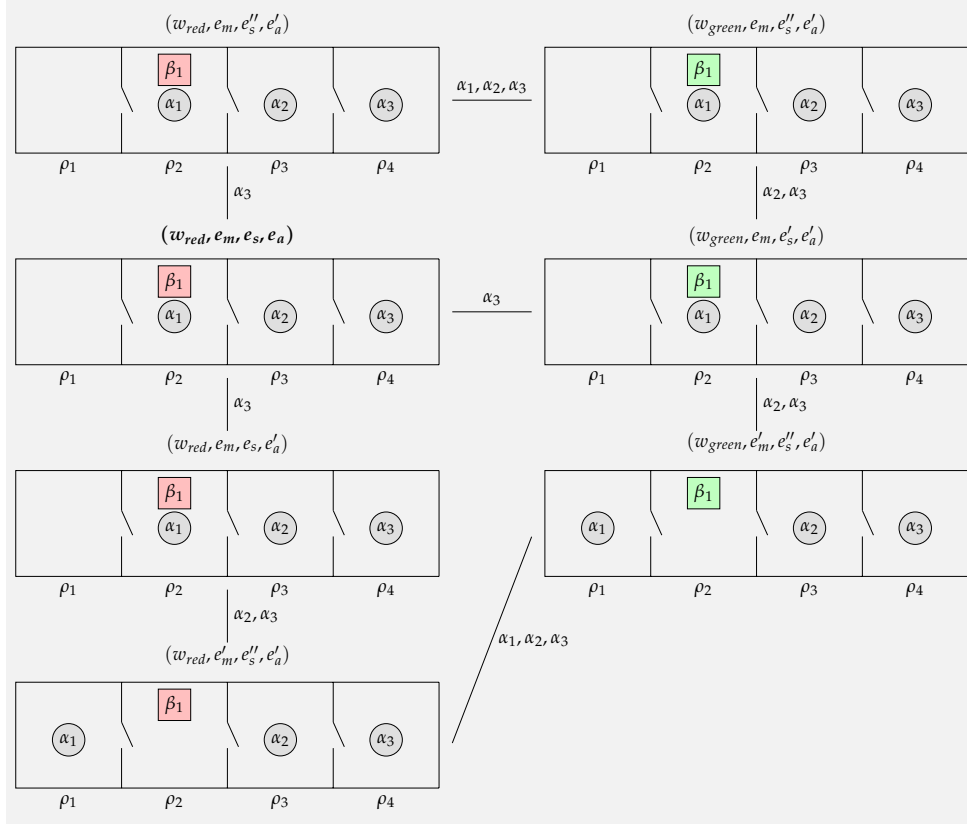 (w_red, e_m, e''_s, e'_a) (w_green, e_m, e''_s, e'_a)
β₁ β₁
α₁ α₂ α₃ α₁, α₂, α₃ α₁ α₂ α₃
ρ₁ ρ₂ ρ₃ ρ₄ ρ₁ ρ₂ ρ₃ ρ₄
α₃ α₂, α₃
(w_red, e_m, e_s, e_a) (w_green, e_m, e'_s, e'_a)
β₁ β₁
α₁ α₂ α₃ α₃ α₁ α₂ α₃
ρ₁ ρ₂ ρ₃ ρ₄ ρ₁ ρ₂ ρ₃ ρ₄
α₃ α₂, α₃
(w_red, e_m, e_s, e'_a) (w_green, e'_m, e''_s, e'_a)
β₁ β₁
α₁ α₂ α₃ α₁ α₂ α₃
ρ₁ ρ₂ ρ₃ ρ₄ ρ₁ ρ₂ ρ₃ ρ₄
α₂, α₃
α₁, α₂, α₃
(w_red, e'_m, e''_s, e'_a)
β₁
α₁ α₂ α₃
ρ₁ ρ₂ ρ₃ ρ₄